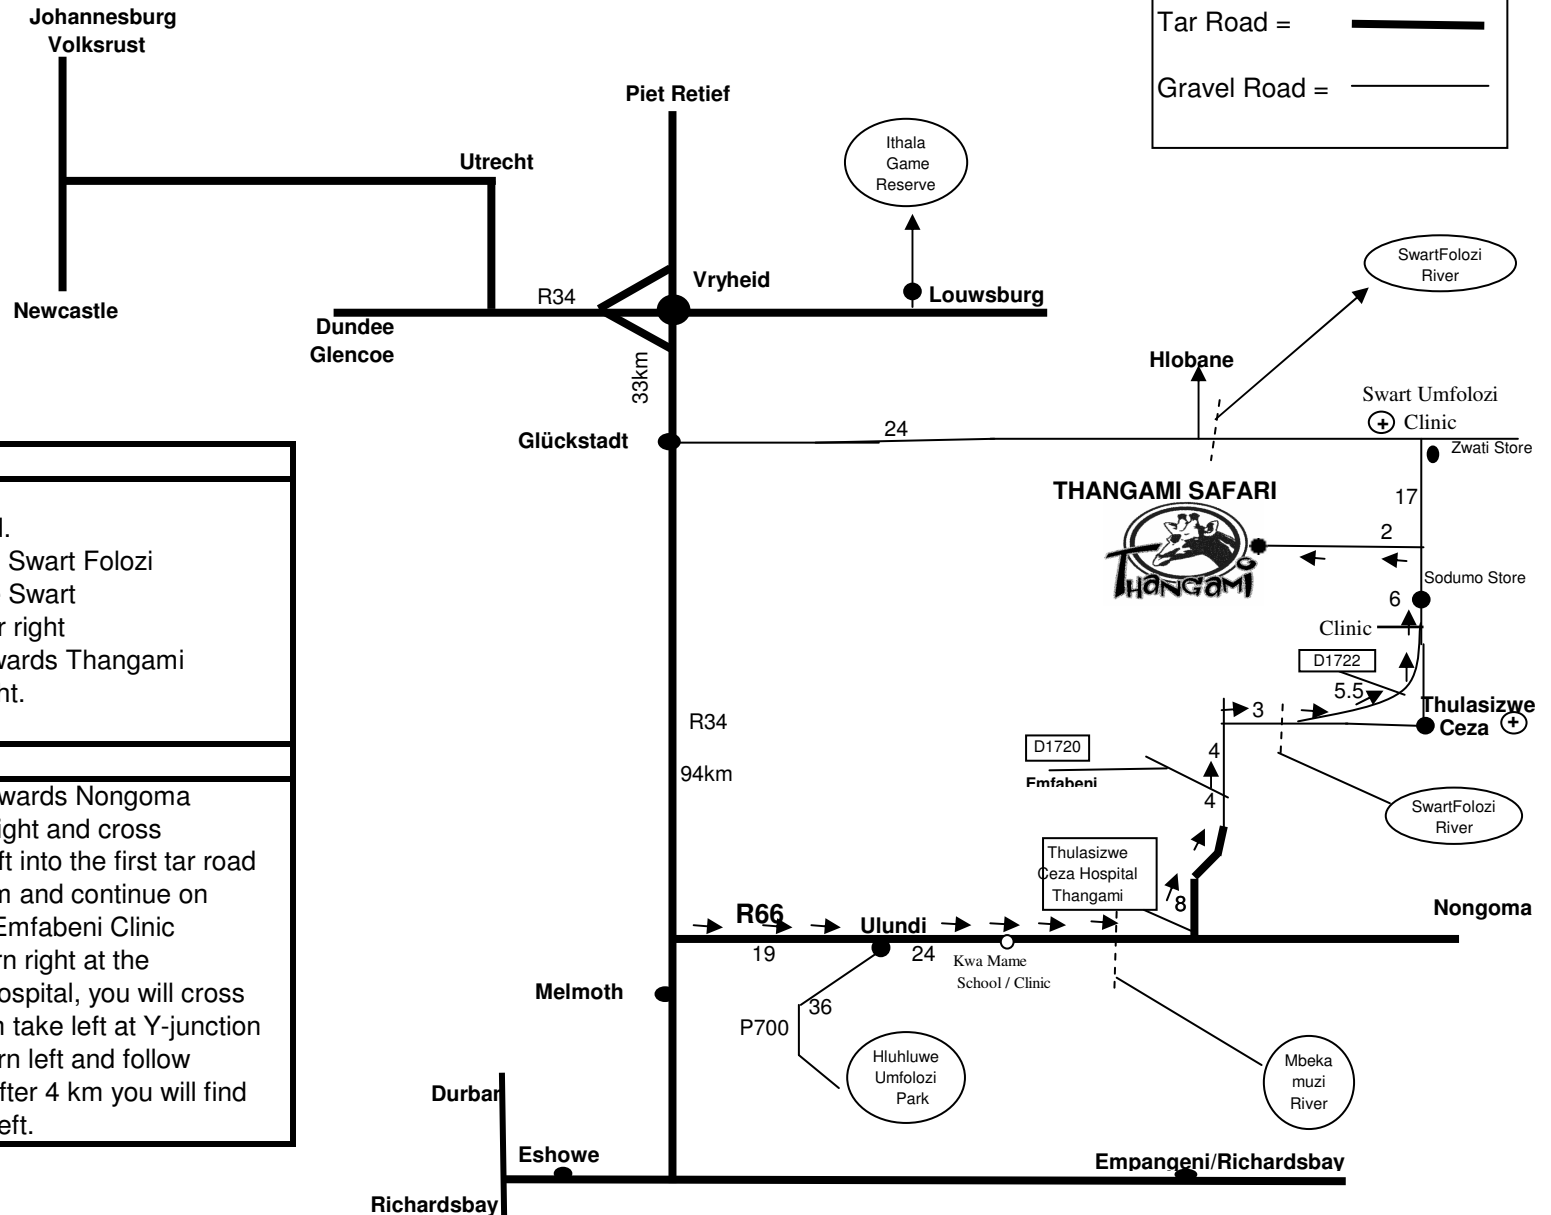 Johannesburg
Volksrust
Tar Road =
Gravel Road =
Piet Retief
Utrecht
Ithala
Game
Reserve
SwartFolozi
River
Vryheid
R34
Louwsburg
Newcastle
Dundee
Glencoe
33km
Hlobane
Swart Umfolozi
Clinic
Zwati Store
Glückstadt
24
THANGAMI SAFARI
THANGAMI
17
2
Sodumo Store
6
Clinic
D1722
5.5
Thulasizwe
Ceza
3
l.
Swart Folozi
Swart
r right
wards Thangami
ht.
R34
94km
D1720
Emfabeni
4
4
SwartFolozi
River
wards Nongoma
ight and cross
ft into the first tar road
m and continue on
Emfabeni Clinic
rn right at the
ospital, you will cross
n take left at Y-junction
rn left and follow
fter 4 km you will find
eft.
Thulasizwe
Ceza Hospital
Thangami
8
Nongoma
R66
Ulundi
19
24
Kwa Mame
School / Clinic
Melmoth
36
P700
Hluhluwe
Umfolozi
Park
Mbeka
muzi
River
Durban
Eshowe
Empangeni/Richardsbay
Richardsbay